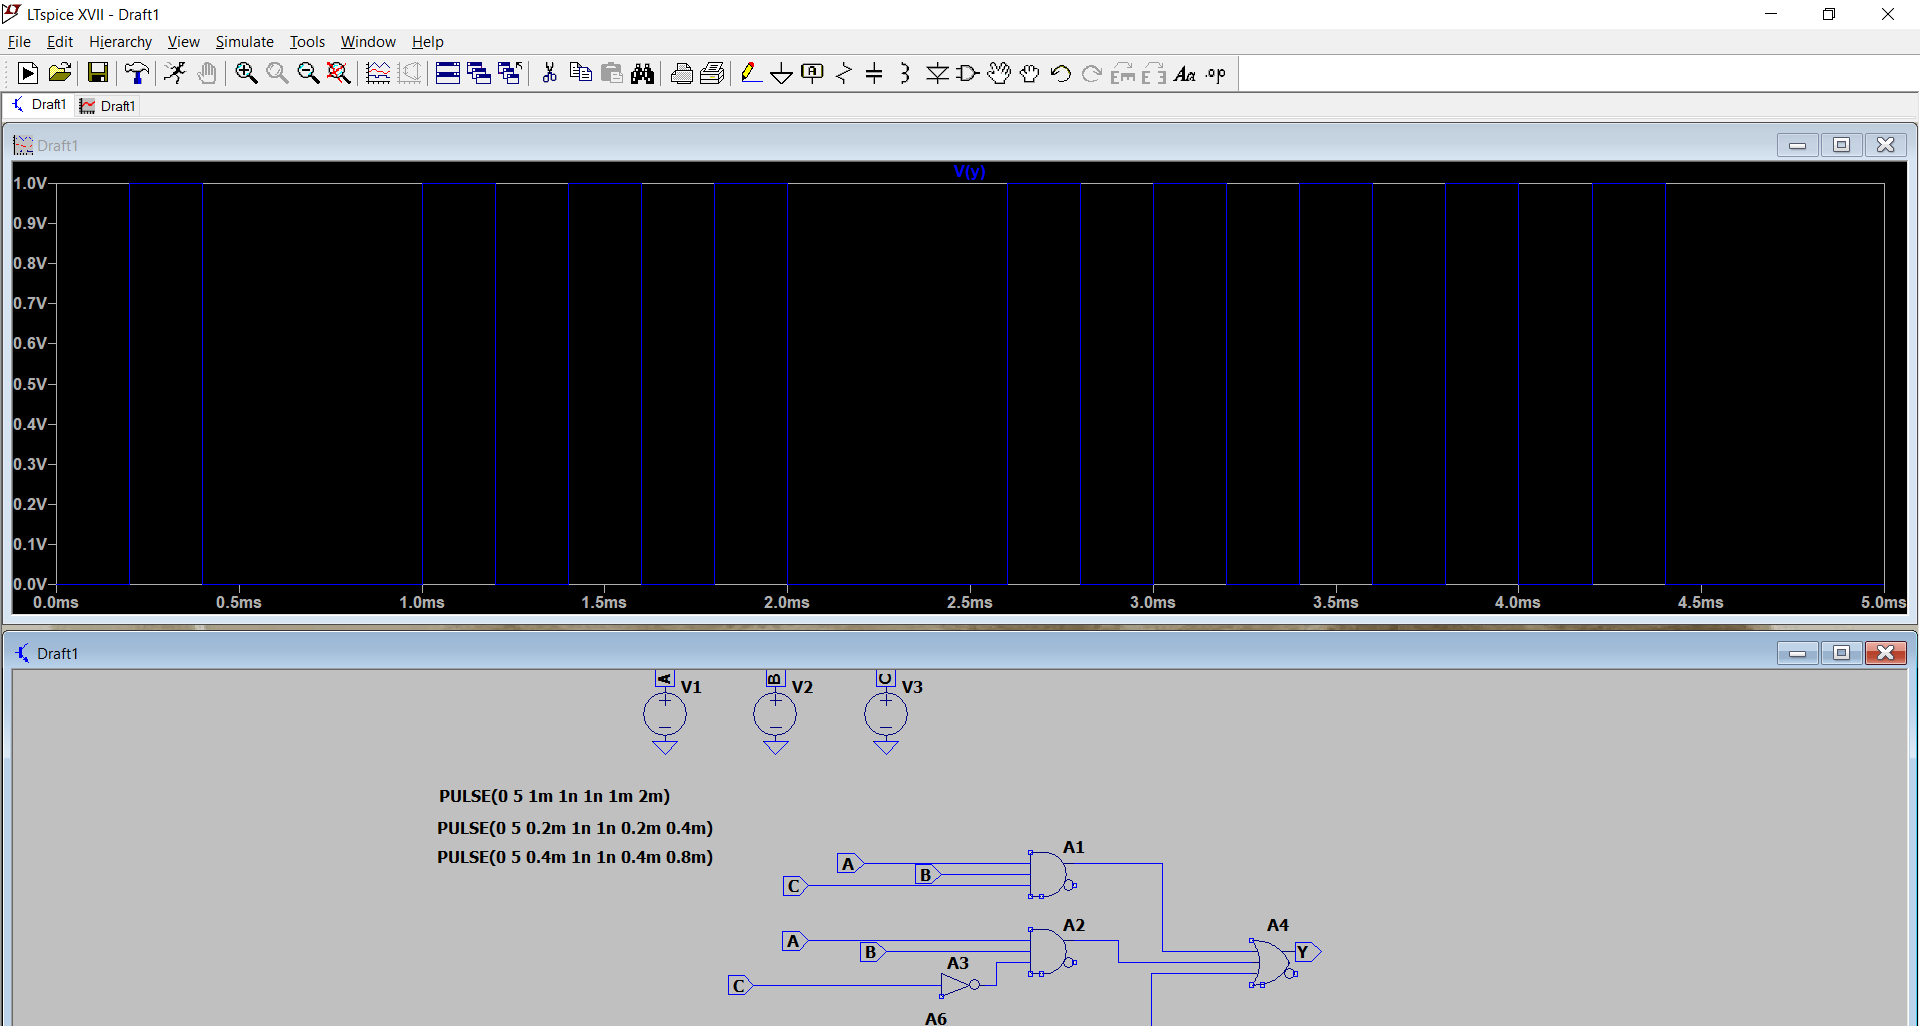 LTspice XVII - Draft1
File Edit Hierarchy View Simulate Tools Window Help
Draft1 Draft1
Draft1
V(y)
1.0V
0.9V
0.8V
0.7V
0.6V
0.5V
0.4V
0.3V
0.2V
0.1V
0.0V
0.0ms 0.5ms 1.0ms 1.5ms 2.0ms 2.5ms 3.0ms 3.5ms 4.0ms 4.5ms 5.0ms
Draft1
A V1 B V2 C V3
PULSE(0 5 1m 1n 1n 1m 2m)
PULSE(0 5 0.2m 1n 1n 0.2m 0.4m)
PULSE(0 5 0.4m 1n 1n 0.4m 0.8m)
A1
A
B
C
A2
A4
A
B
Y
A3
C
A6